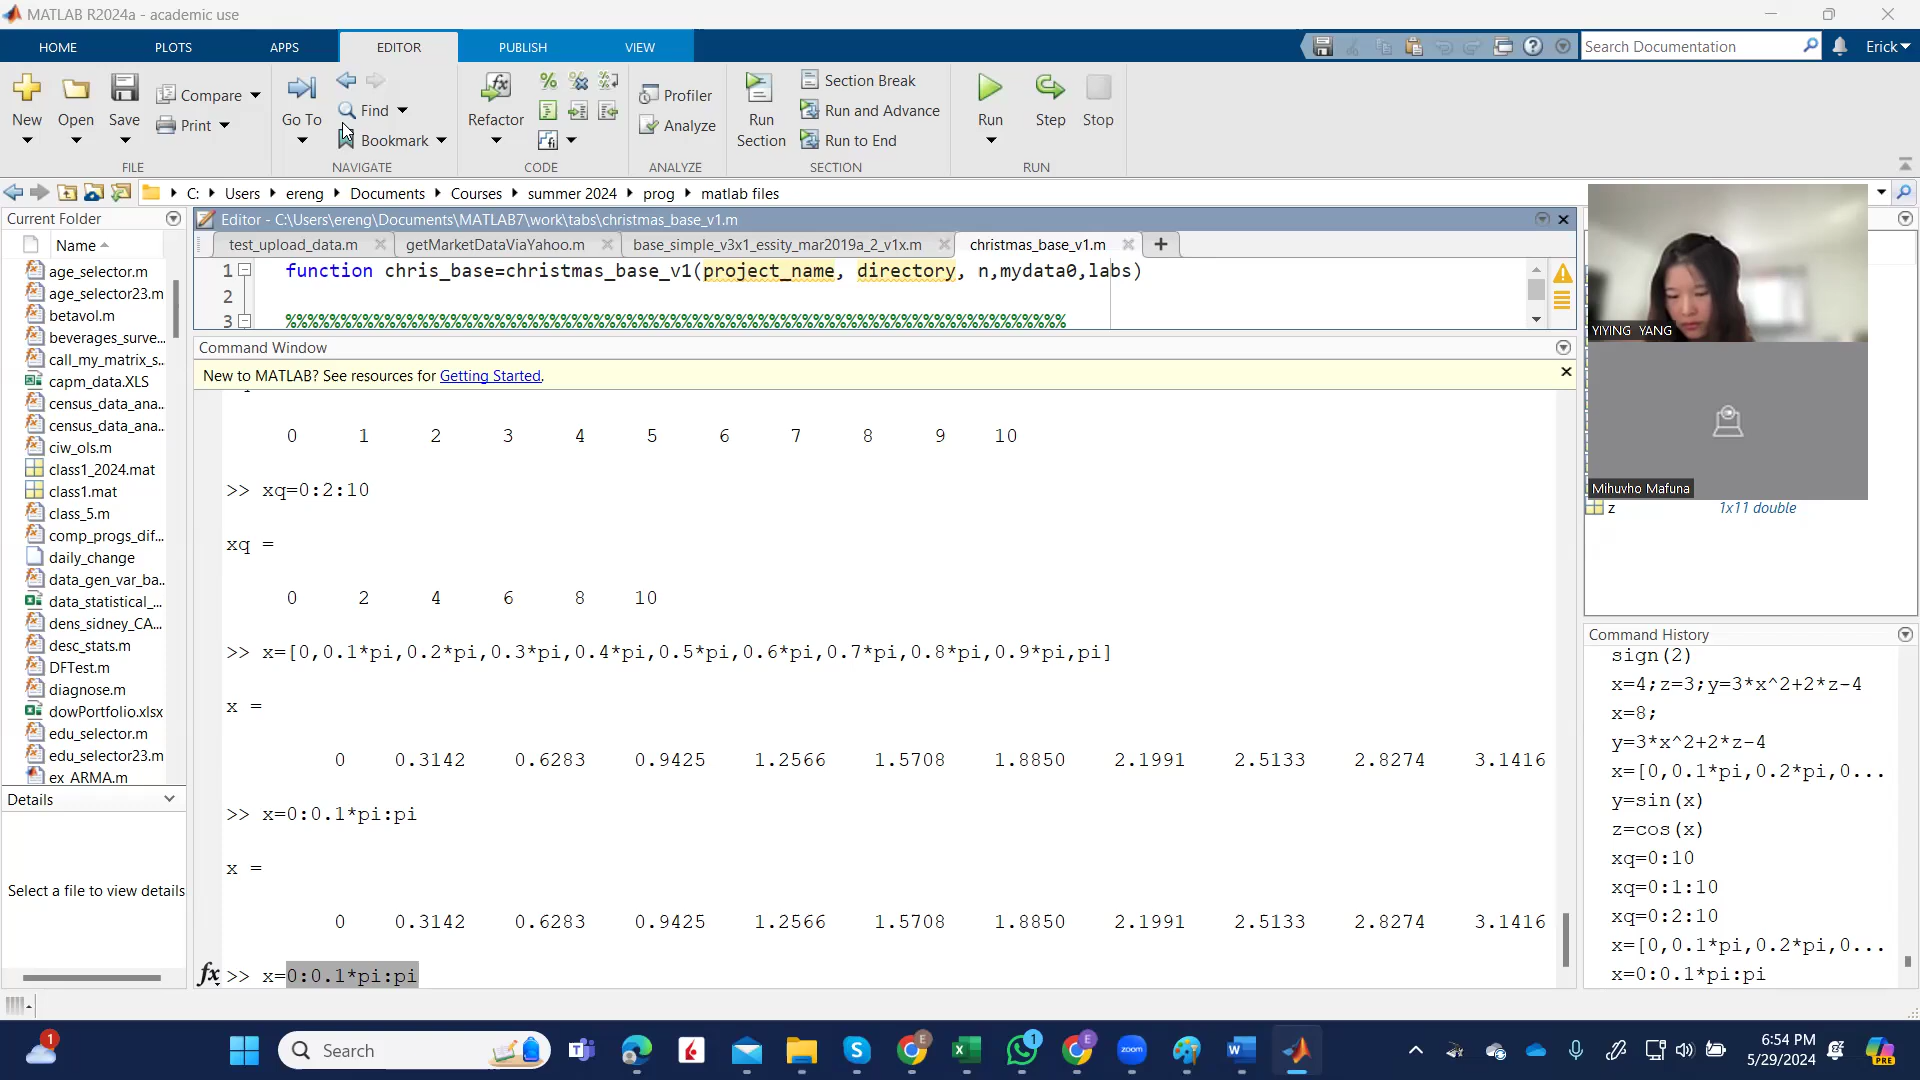 MATLAB R2024a - academic use
HOME PLOTS APPS EDITOR PUBLISH VIEW
Search Documentation
Erick
New
Open
Save
Compare
Print
Go To
Find
Bookmark
Refactor
Profiler
Analyze
Run
Section
Section Break
Run and Advance
Run to End
Run
Step
Stop
FILE NAVIGATE CODE ANALYZE SECTION RUN
C: Users ereng Documents Courses summer 2024 prog matlab files
Current Folder
Name
age_selector.m
age_selector23.m
betavol.m
beverages_surve...
call_my_matrix_s...
capm_data.XLS
census_data_ana...
census_data_ana...
ciw_ols.m
class1_2024.mat
class1.mat
class_5.m
comp_progs_dif...
daily_change
data_gen_var_ba...
data_statistical_...
dens_sidney_CA...
desc_stats.m
DFTest.m
diagnose.m
dowPortfolio.xlsx
edu_selector.m
edu_selector23.m
ex_ARMA.m
Details
Select a file to view details
Editor - C:\Users\ereng\Documents\MATLAB7\work\tabs\christmas_base_v1.m
test_upload_data.m getMarketDataViaYahoo.m base_simple_v3x1_essity_mar2019a_2_v1x.m christmas_base_v1.m
1 function chris_base=christmas_base_v1(project_name, directory, n,mydata0,labs)
2
3 %%%%%%%%%%%%%%%%%%%%%%%%%%%%%%%%%%%%%%%%%%%%%%%%%%%%%%%%%%%%%%%%%%%%
Command Window
New to MATLAB? See resources for Getting Started.
0 1 2 3 4 5 6 7 8 9 10
>> xq=0:2:10
xq =
0 2 4 6 8 10
>> x=[0,0.1*pi,0.2*pi,0.3*pi,0.4*pi,0.5*pi,0.6*pi,0.7*pi,0.8*pi,0.9*pi,pi]
x =
0 0.3142 0.6283 0.9425 1.2566 1.5708 1.8850 2.1991 2.5133 2.8274 3.1416
>> x=0:0.1*pi:pi
x =
0 0.3142 0.6283 0.9425 1.2566 1.5708 1.8850 2.1991 2.5133 2.8274 3.1416
fx >> x=0:0.1*pi:pi
YIYING YANG
Mihuvho Mafuna
z 1x11 double
Command History
sign(2)
x=4;z=3;y=3*x^2+2*z-4
x=8;
y=3*x^2+2*z-4
x=[0,0.1*pi,0.2*pi,0...
y=sin(x)
z=cos(x)
xq=0:10
xq=0:1:10
xq=0:2:10
x=[0,0.1*pi,0.2*pi,0...
x=0:0.1*pi:pi
1
Search
E
1
E
zoom
6:54 PM
5/29/2024
PRE